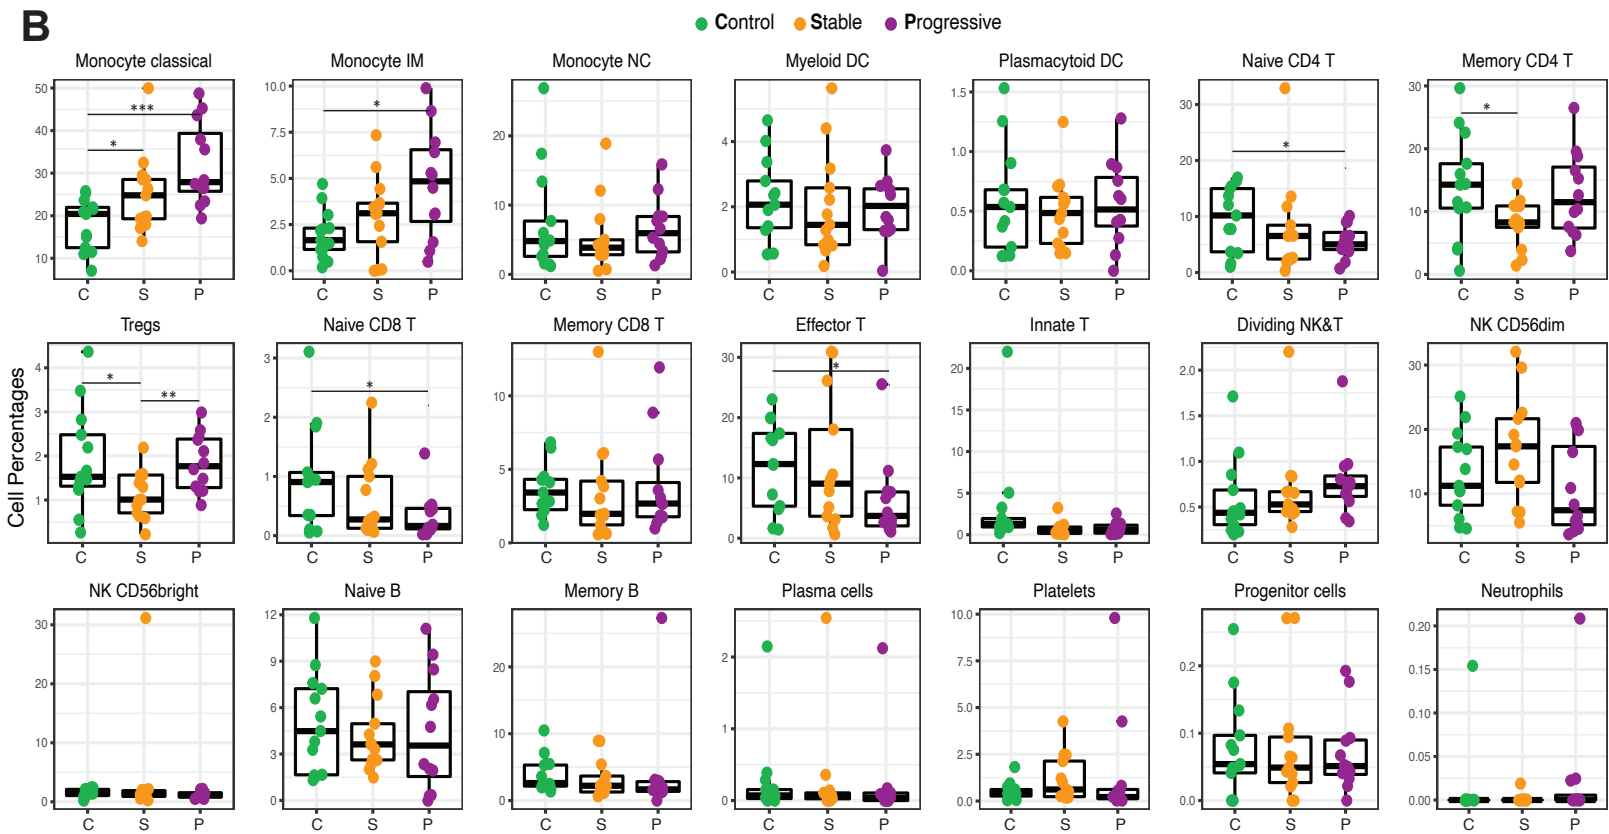 B
Control Stable Progressive
Monocyte classical Monocyte IM Monocyte NC Myeloid DC Plasmacytoid DC Naive CD4 T Memory CD4 T
50 40 30 20 10 *** * C S P
10.0 7.5 5.0 2.5 0.0 * C S P
20 10 0 C S P
4 2 0 C S P
1.5 1.0 0.5 0.0 C S P
30 20 10 0 * C S P
30 20 10 0 * C S P
Cell Percentages
Tregs Naive CD8 T Memory CD8 T Effector T Innate T Dividing NK&T NK CD56dim
4 3 2 1 * ** C S P
3 2 1 0 * C S P
10 5 0 C S P
30 20 10 0 * C S P
20 15 10 5 0 C S P
2.0 1.5 1.0 0.5 C S P
30 20 10 C S P
NK CD56bright Naive B Memory B Plasma cells Platelets Progenitor cells Neutrophils
30 20 10 0 C S P
12 9 6 3 0 C S P
20 10 0 C S P
2 1 0 C S P
10.0 7.5 5.0 2.5 0.0 C S P
0.2 0.1 0.0 C S P
0.20 0.15 0.10 0.05 0.00 C S P